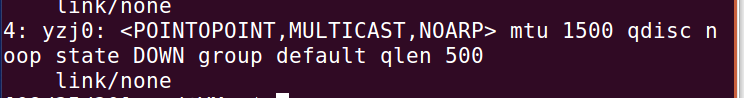 link/none
4: yzj0: <POINTOPOINT,MULTICAST,NOARP> mtu 1500 qdisc n
oop state DOWN group default qlen 500
link/none